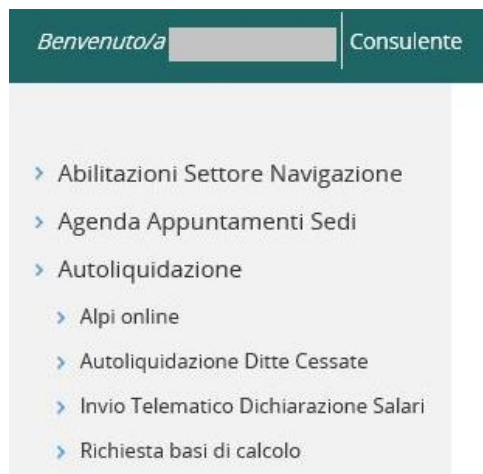 Benvenuto/a Consulente
Abilitazioni Settore Navigazione
Agenda Appuntamenti Sedi
Autoliquidazione
Alpi online
Autoliquidazione Ditte Cessate
Invio Telematico Dichiarazione Salari
Richiesta basi di calcolo